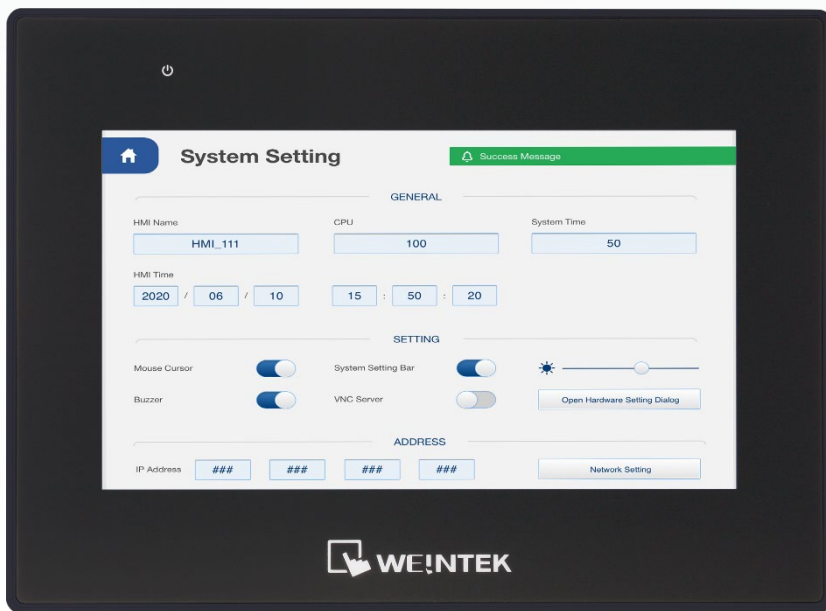 System Setting
Success Message
GENERAL
HMI Name
CPU
System Time
HMI_111
100
50
HMI Time
2020 / 06 / 10
15 : 50 : 20
SETTING
Mouse Cursor
System Setting Bar
Buzzer
VNC Server
Open Hardware Setting Dialog
ADDRESS
IP Address
###
###
###
###
Network Setting
WE!NTEK